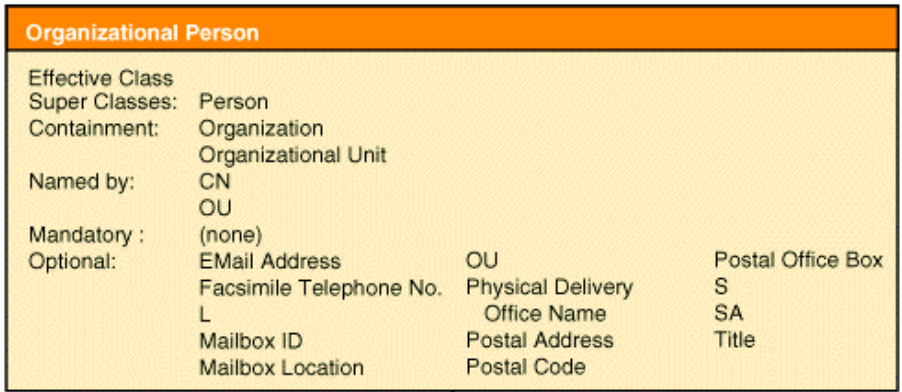 Organizational Person
Effective Class
Super Classes: Person
Containment: Organization
Organizational Unit
Named by: CN
OU
Mandatory : (none)
Optional: EMail Address OU Postal Office Box
Facsimile Telephone No. Physical Delivery S
L Office Name SA
Mailbox ID Postal Address Title
Mailbox Location Postal Code